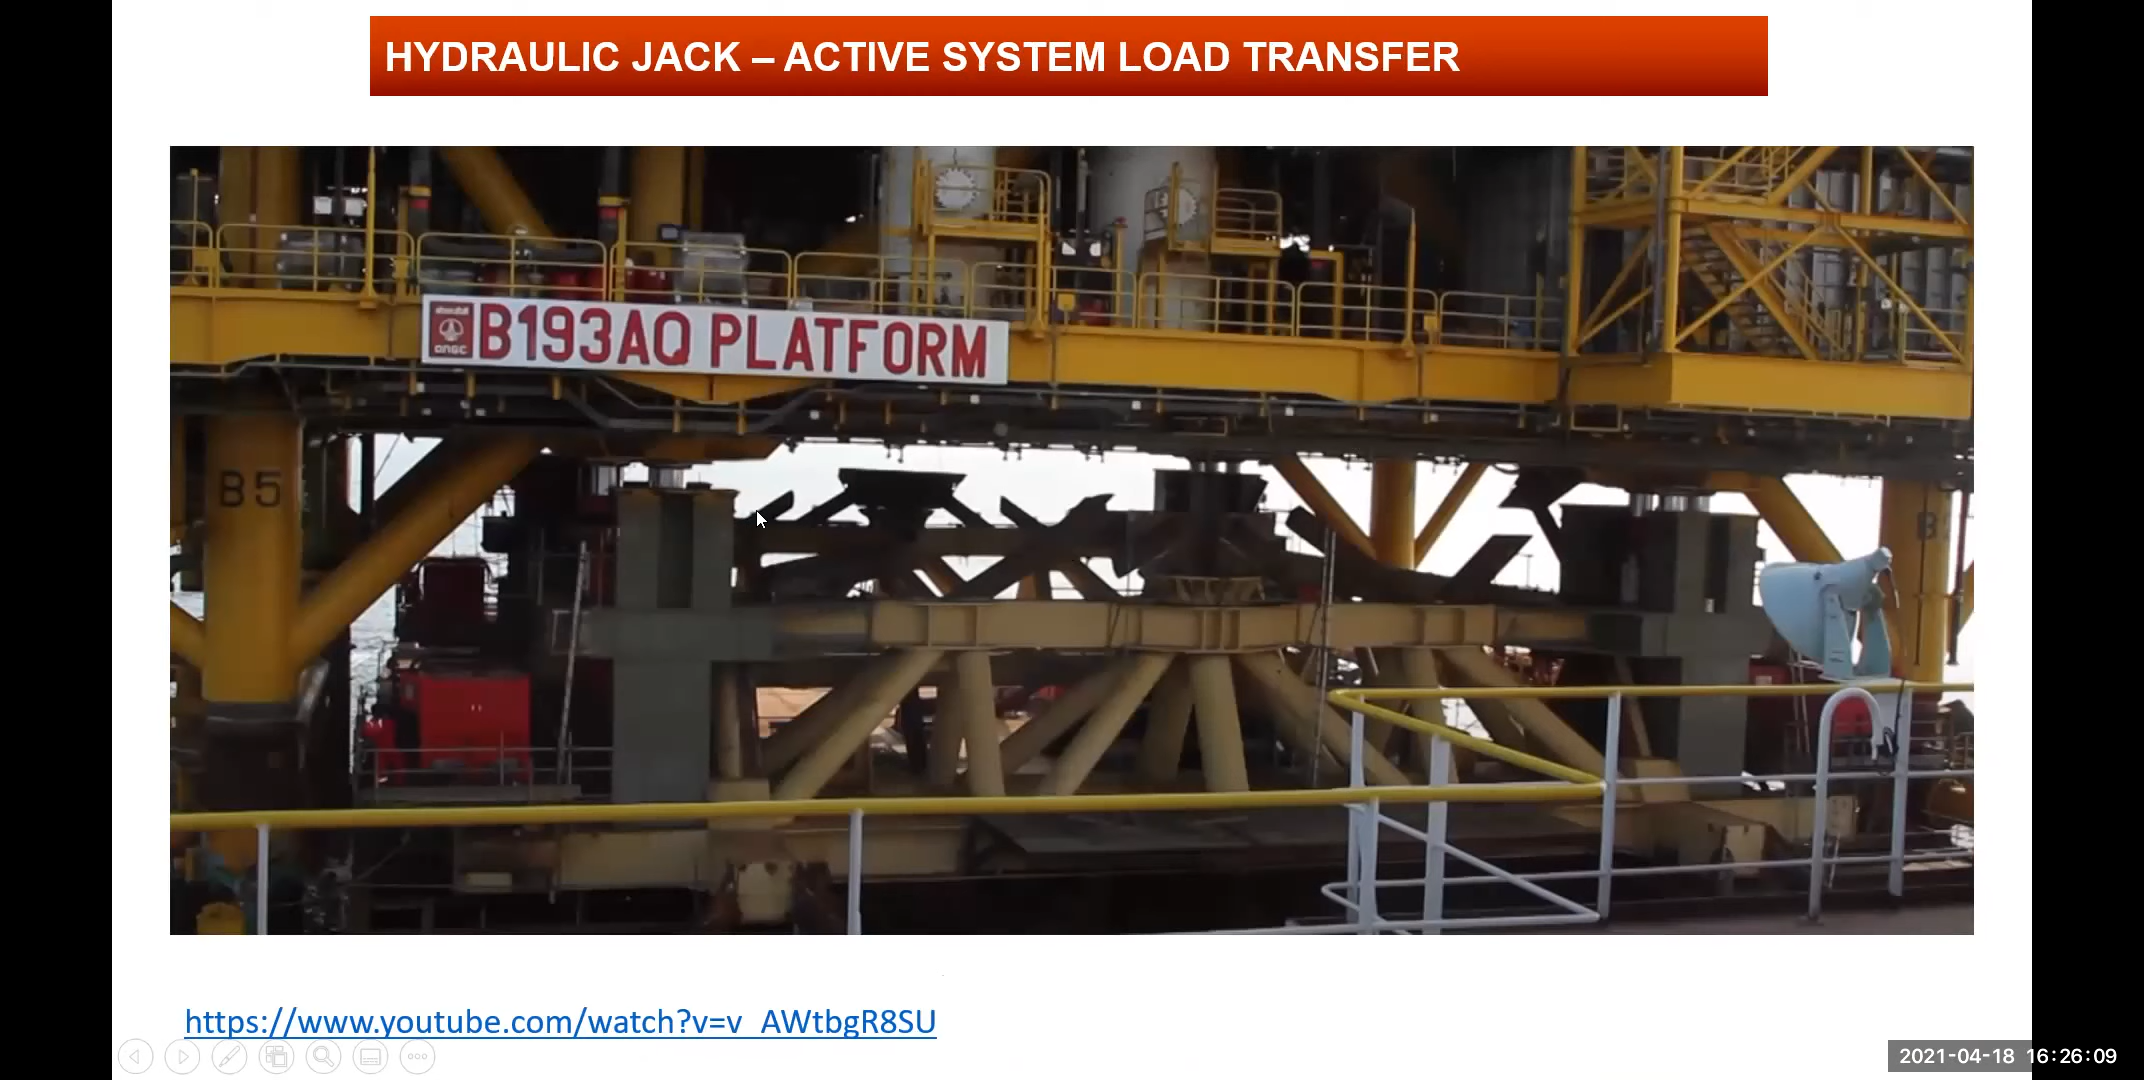 HYDRAULIC JACK – ACTIVE SYSTEM LOAD TRANSFER
ONGC
B193AQ PLATFORM
B5
https://www.youtube.com/watch?v=v_AWtbgR8SU
2021-04-18 16:26:09